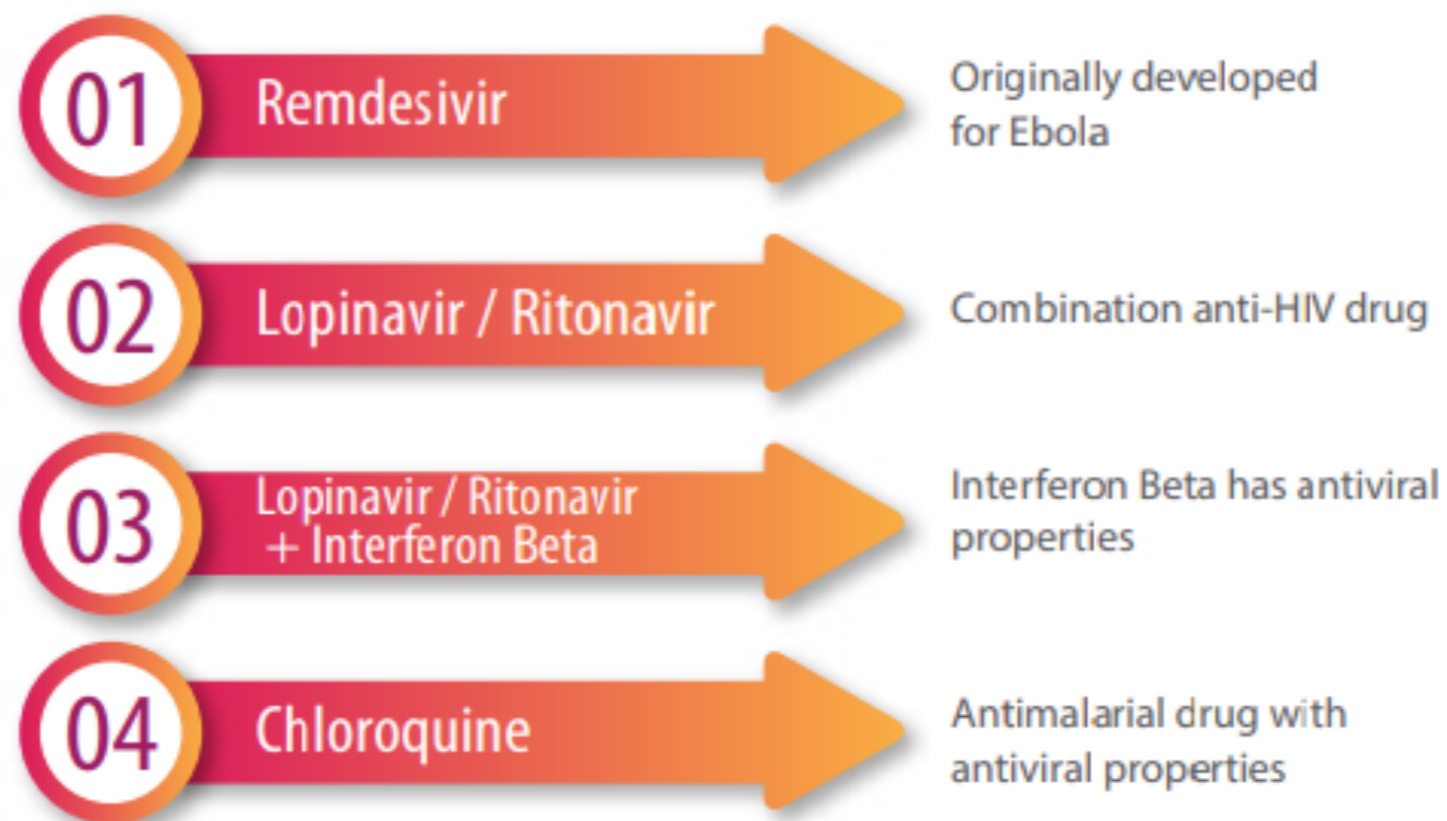 01
Remdesivir
Originally developed
for Ebola
02
Lopinavir / Ritonavir
Combination anti-HIV drug
03
Lopinavir / Ritonavir
+ Interferon Beta
Interferon Beta has antiviral
properties
04
Chloroquine
Antimalarial drug with
antiviral properties